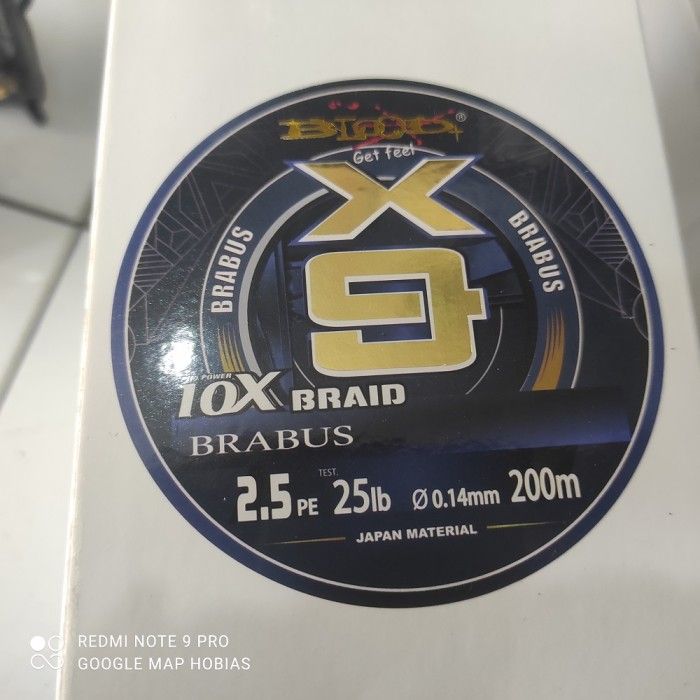 BLOOD®
Get feel
X
9
BRABUS
BRABUS
10X BRAID
BRABUS
TEST.
2.5 PE 25lb Ø 0.14mm 200m
JAPAN MATERIAL
REDMI NOTE 9 PRO
GOOGLE MAP HOBIAS